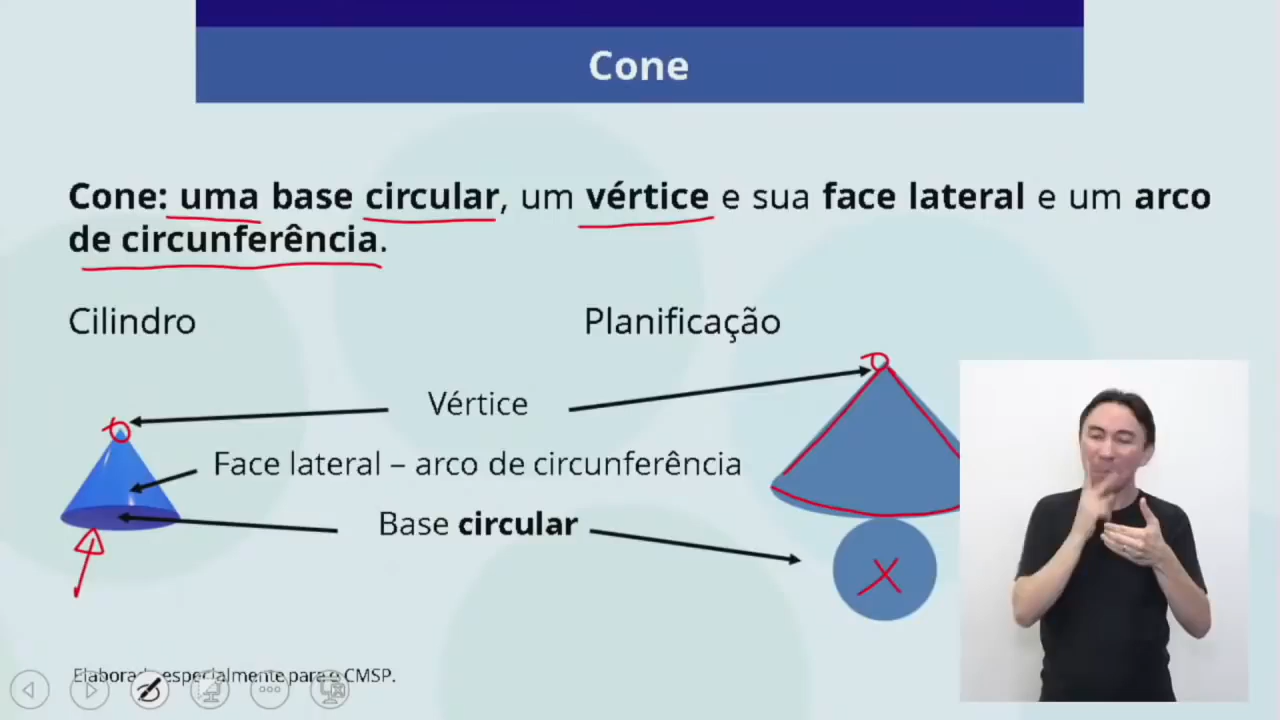 Cone
Cone: uma base circular, um vértice e sua face lateral e um arco
de circunferência.
Cilindro
Planificação
Vértice
Face lateral – arco de circunferência
Base circular
Elaborado especialmente para o CMSP.